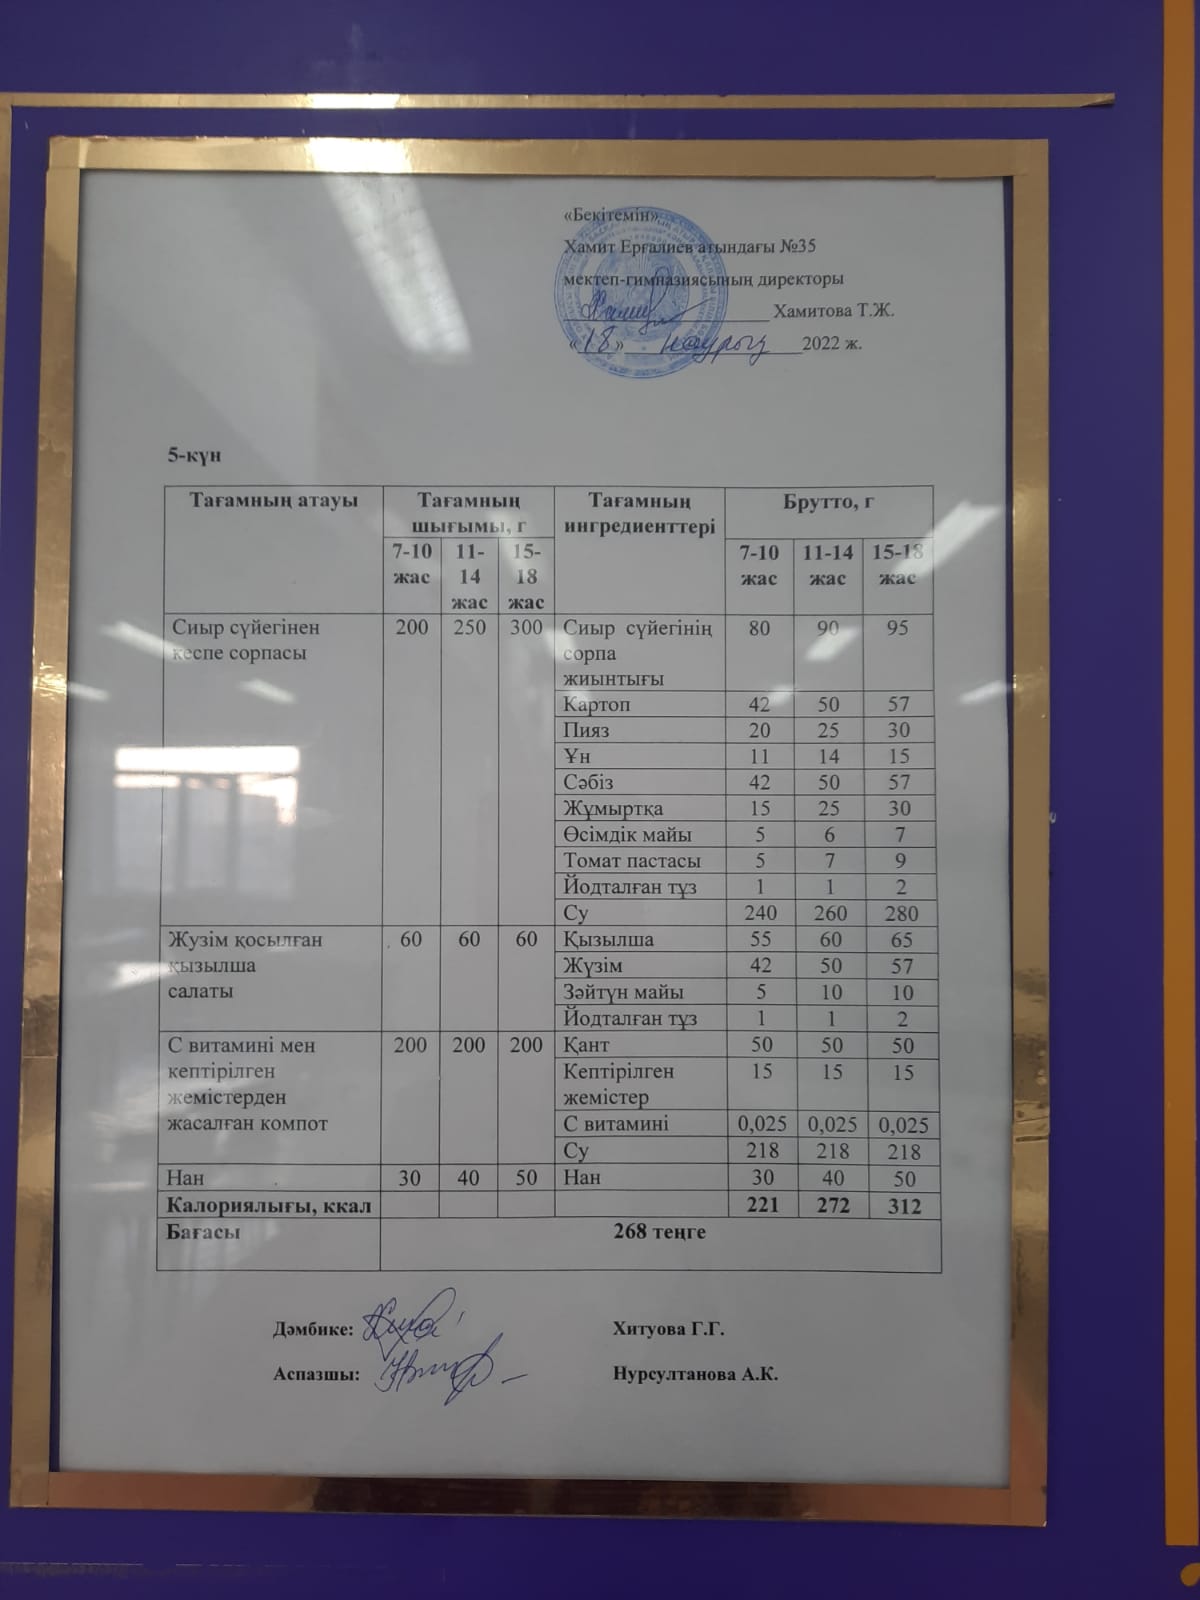 «Бекітемін»
Хамит Ерғалиев атындағы №35
мектеп-гимназиясының директоры
Хамитова Т.Ж.
«18» наурыз 2022 ж.
5-күн
Тағамның атауы | Тағамның шығымы, г | Тағамның ингредиенттері | Брутто, г
7-10 жас | 11-14 жас | 15-18 жас | 7-10 жас | 11-14 жас | 15-18 жас
Сиыр сүйегінен кеспе сорпасы | 200 | 250 | 300 | Сиыр сүйегінің сорпа жиынтығы | 80 | 90 | 95
Картоп | 42 | 50 | 57
Пияз | 20 | 25 | 30
Ұн | 11 | 14 | 15
Сәбіз | 42 | 50 | 57
Жұмыртқа | 15 | 25 | 30
Өсімдік майы | 5 | 6 | 7
Томат пастасы | 5 | 7 | 9
Йодталған тұз | 1 | 1 | 2
Су | 240 | 260 | 280
Жузім қосылған қызылша салаты | 60 | 60 | 60 | Қызылша | 55 | 60 | 65
Жүзім | 42 | 50 | 57
Зәйтүн майы | 5 | 10 | 10
Йодталған тұз | 1 | 1 | 2
С витамині мен кептірілген жемістерден жасалған компот | 200 | 200 | 200 | Қант | 50 | 50 | 50
Кептірілген жемістер | 15 | 15 | 15
С витамині | 0,025 | 0,025 | 0,025
Су | 218 | 218 | 218
Нан | 30 | 40 | 50 | Нан | 30 | 40 | 50
Калориялығы, ккал | 221 | 272 | 312
Бағасы | 268 теңге
Дәмбике: Хитуова Г.Г.
Аспазшы: Нурсултанова А.К.